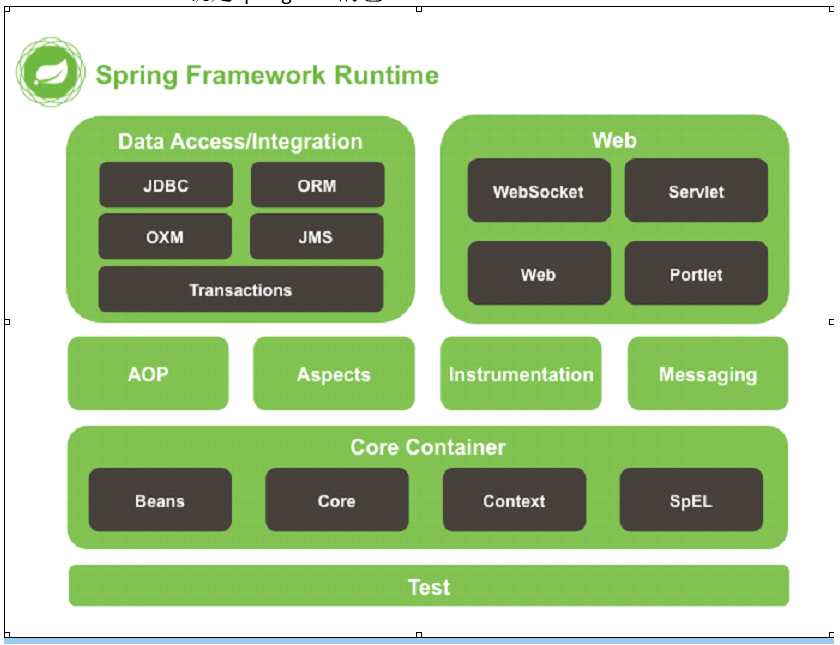 Spring Framework Runtime
Data Access/Integration
JDBC
ORM
OXM
JMS
Transactions
Web
WebSocket
Servlet
Web
Portlet
AOP
Aspects
Instrumentation
Messaging
Core Container
Beans
Core
Context
SpEL
Test